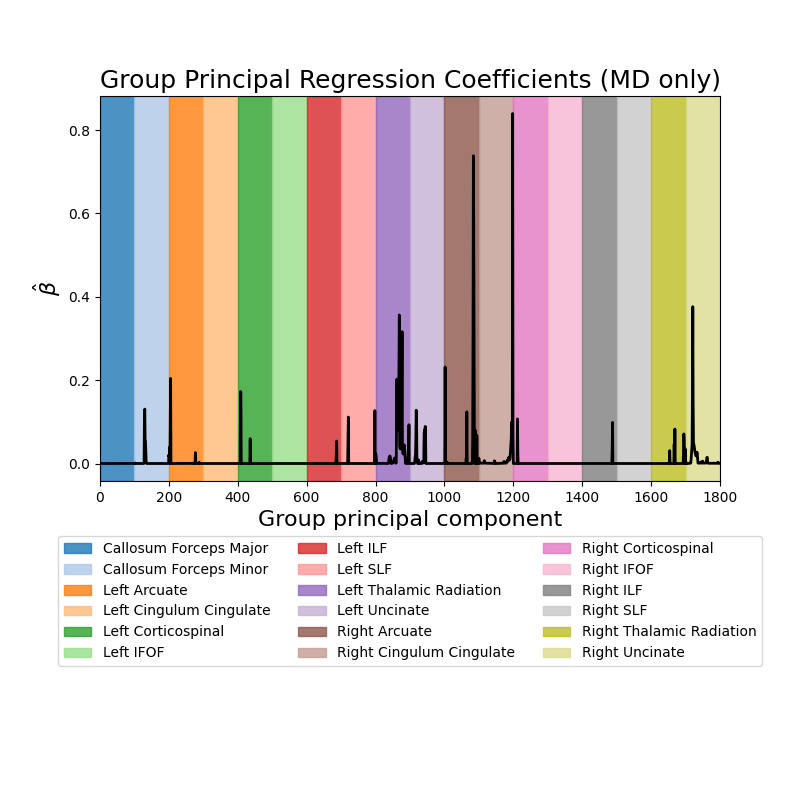 Group Principal Regression Coefficients (MD only)
0.8
0.6
0.4
0.2
0.0
β̂
0 200 400 600 800 1000 1200 1400 1600 1800
Group principal component
Callosum Forceps Major Left ILF Right Corticospinal
Callosum Forceps Minor Left SLF Right IFOF
Left Arcuate Left Thalamic Radiation Right ILF
Left Cingulum Cingulate Left Uncinate Right SLF
Left Corticospinal Right Arcuate Right Thalamic Radiation
Left IFOF Right Cingulum Cingulate Right Uncinate